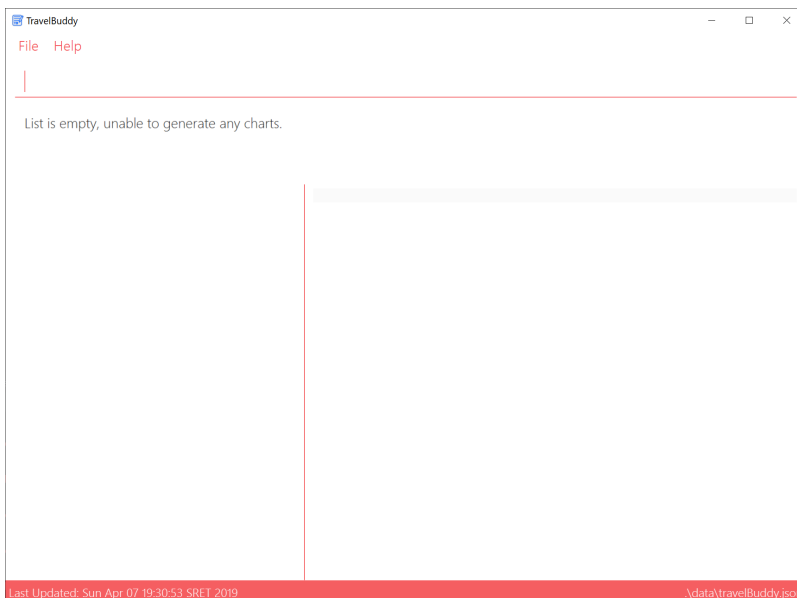 TravelBuddy
File Help
List is empty, unable to generate any charts.
Last Updated: Sun Apr 07 19:30:53 SRET 2019 .\data\travelBuddy.jso